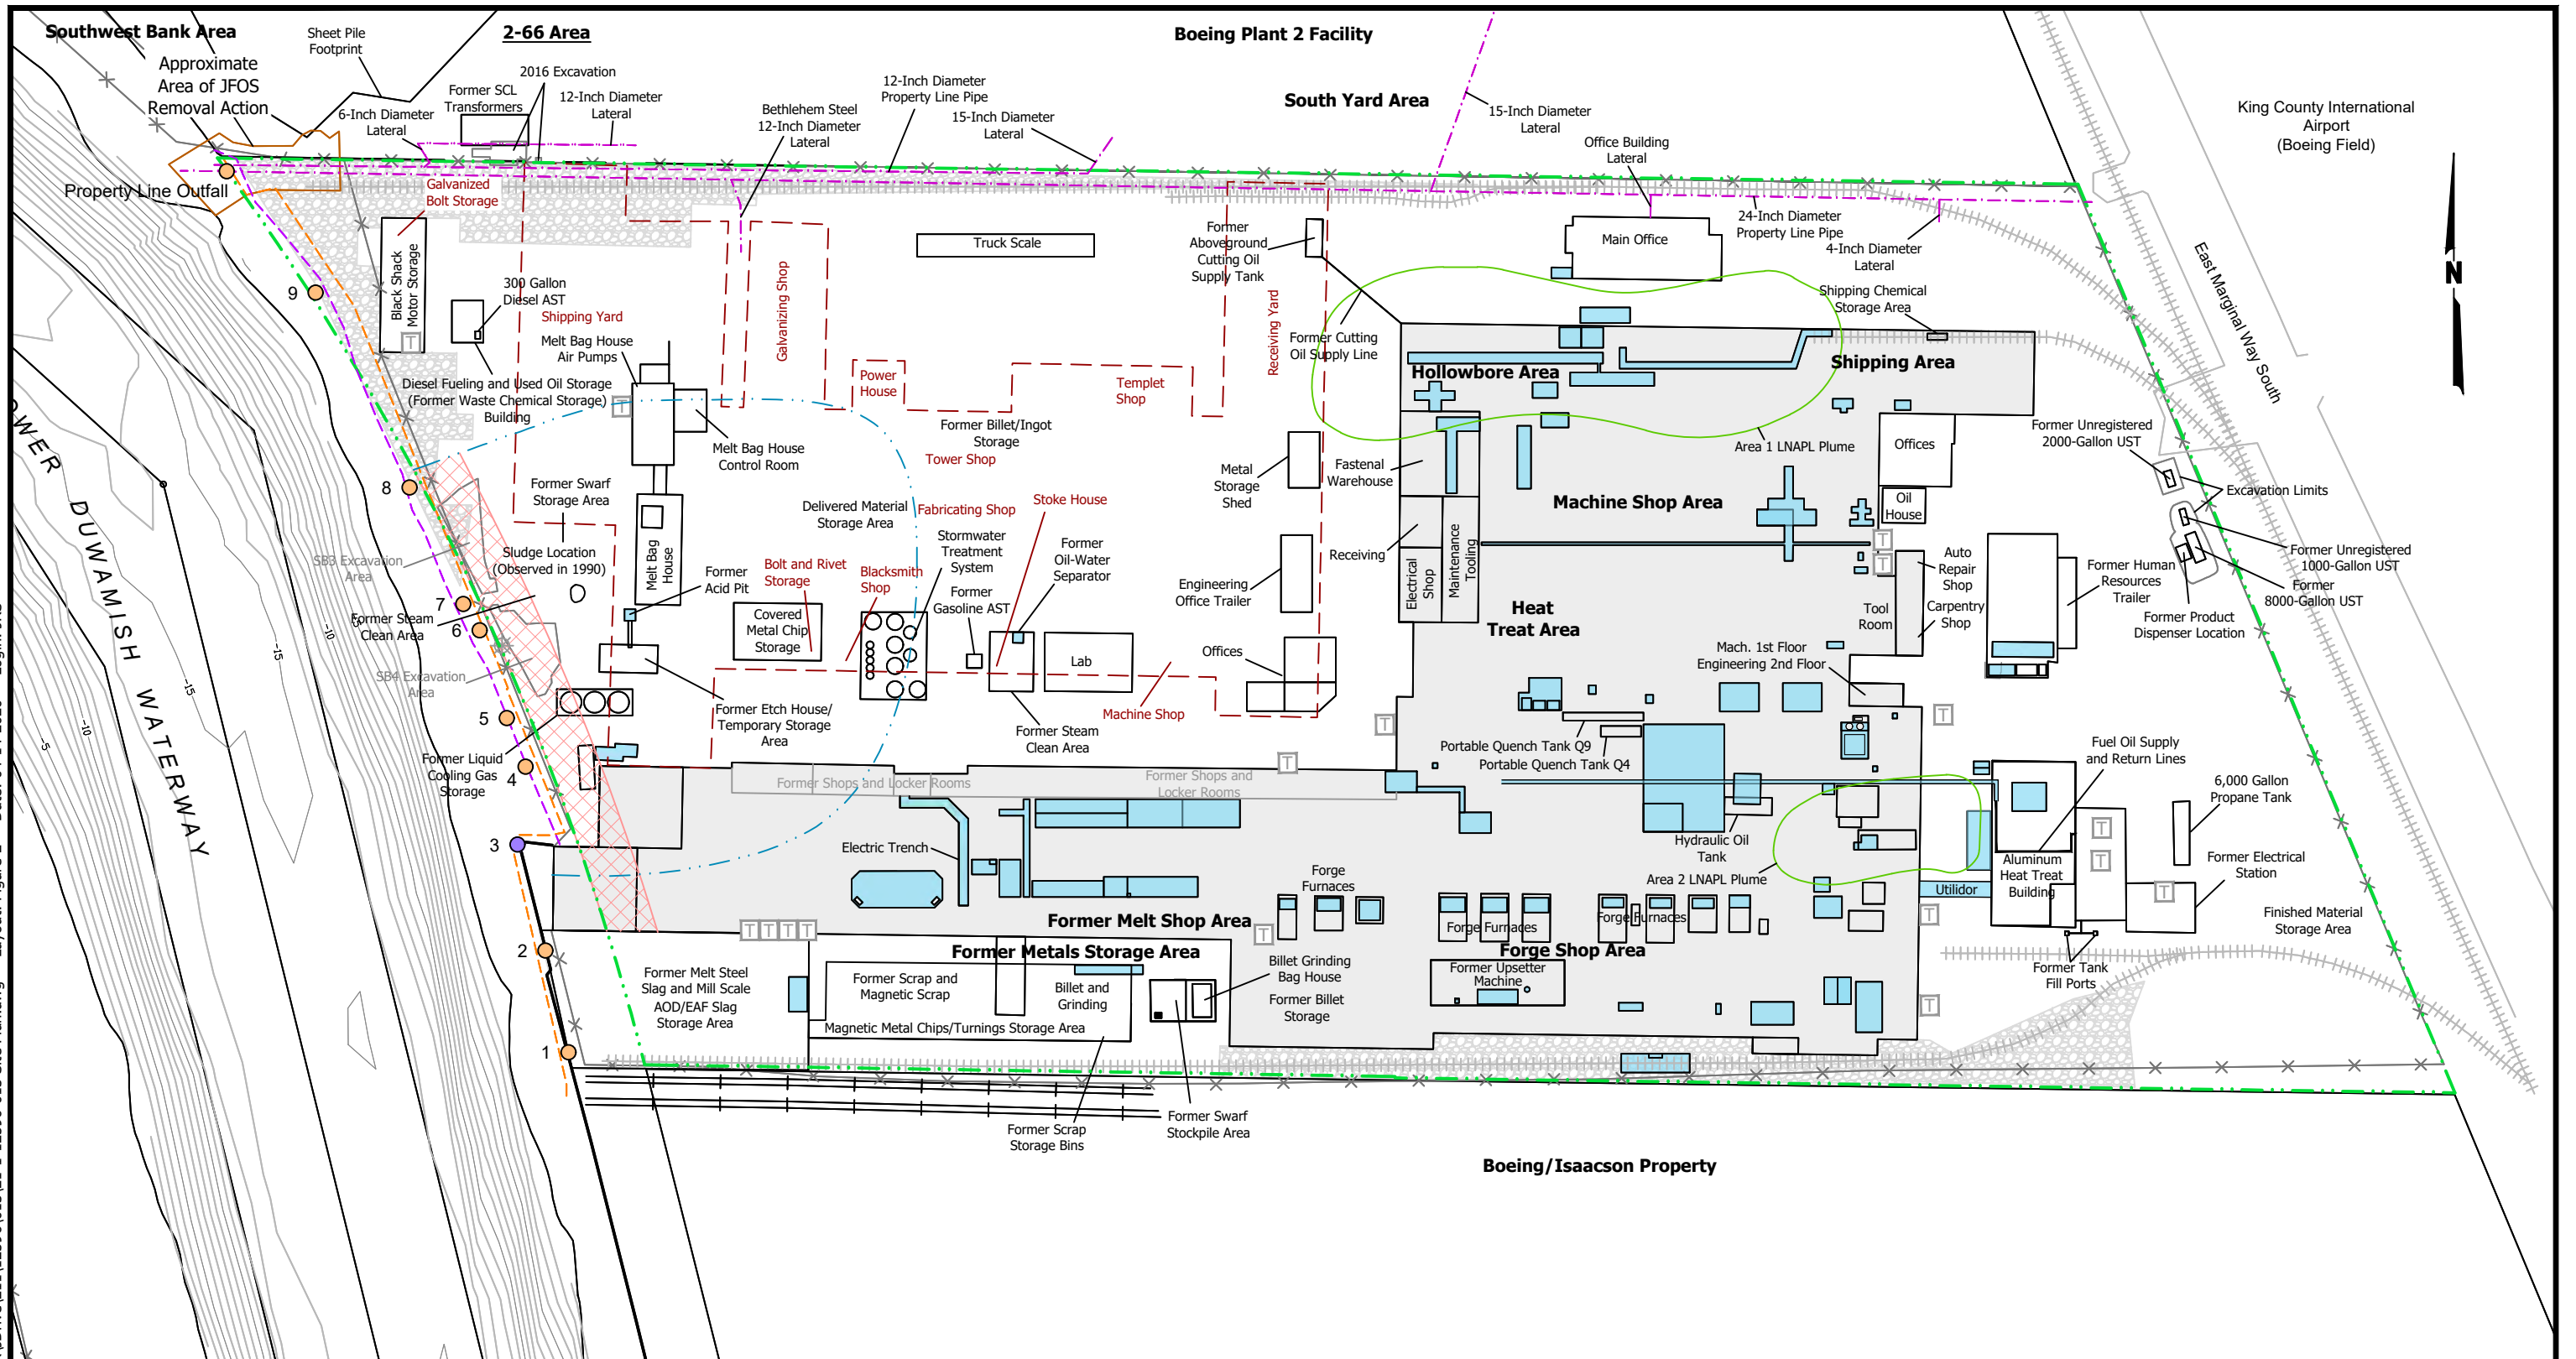 Southwest Bank Area
2-66 Area
Boeing Plant 2 Facility
South Yard Area
King County International
Airport
(Boeing Field)
Sheet Pile
Footprint
Approximate
Area of JFOS
Removal Action
Former SCL
Transformers
2016 Excavation
6-Inch Diameter
Lateral
12-Inch Diameter
Lateral
Bethlehem Steel
12-Inch Diameter
Lateral
12-Inch Diameter
Property Line Pipe
15-Inch Diameter
Lateral
15-Inch Diameter
Lateral
Office Building
Lateral
Property Line Outfall
Galvanized
Bolt Storage
Black Shack
Motor Storage
300 Gallon
Diesel AST
Shipping Yard
Melt Bag House
Air Pumps
Galvanizing Shop
Truck Scale
Former
Aboveground
Cutting Oil
Supply Tank
Receiving Yard
Former Cutting
Oil Supply Line
Main Office
24-Inch Diameter
Property Line Pipe
4-Inch Diameter
Lateral
Shipping Chemical
Storage Area
East Marginal Way South
N
9
Diesel Fueling and Used Oil Storage
(Former Waste Chemical Storage)
Building
T
T
Power
House
Templet
Shop
Hollowbore Area
Shipping Area
Former Billet/Ingot
Storage
Tower Shop
Melt Bag House
Control Room
Metal
Storage
Shed
Fastenal
Warehouse
Area 1 LNAPL Plume
Offices
Former Unregistered
2000-Gallon UST
Excavation Limits
8
Former Swarf
Storage Area
Delivered Material
Storage Area
Fabricating Shop
Stoke House
Machine Shop Area
Oil
House
LOWER DUWAMISH WATERWAY
SB3 Excavation
Area
Sludge Location
(Observed in 1990)
Melt Bag
House
Former
Acid Pit
Bolt and Rivet
Storage
Blacksmith
Shop
Stormwater
Treatment
System
Former
Oil-Water
Separator
Former
Gasoline AST
Receiving
Electrical
Shop
Maintenance
Tooling
T
T
Auto
Repair
Shop
Former Human
Resources
Trailer
Former Unregistered
1000-Gallon UST
Former
8000-Gallon UST
Former Product
Dispenser Location
Engineering
Office Trailer
Heat
Treat Area
Tool
Room
Carpentry
Shop
7
Former Steam
Clean Area
6
Covered
Metal Chip
Storage
Lab
Offices
Mach. 1st Floor
Engineering 2nd Floor
SB4 Excavation
Area
-10
-15
-15
-10
-5
5
Former Etch House/
Temporary Storage
Area
Former Steam
Clean Area
Machine Shop
T
T
T
Portable Quench Tank Q9
Portable Quench Tank Q4
Fuel Oil Supply
and Return Lines
6,000 Gallon
Propane Tank
Former Liquid
Cooling Gas
Storage
4
Former Shops and Locker Rooms
Former Shops and
Locker Rooms
3
Electric Trench
Hydraulic Oil
Tank
Area 2 LNAPL Plume
Forge
Furnaces
Utilidor
Aluminum
Heat Treat
Building
T
T
T
Former Electrical
Station
Finished Material
Storage Area
Former Melt Shop Area
T T T T
T
Forge Furnaces
Forge Furnaces
T
2
Former Metals Storage Area
Forge Shop Area
Former Melt Steel
Slag and Mill Scale
AOD/EAF Slag
Storage Area
Former Scrap and
Magnetic Scrap
Billet and
Grinding
Billet Grinding
Bag House
Former Billet
Storage
Former Upsetter
Machine
Former Tank
Fill Ports
T
Magnetic Metal Chips/Turnings Storage Area
1
Former Scrap
Storage Bins
Former Swarf
Stockpile Area
Boeing/Isaacson Property